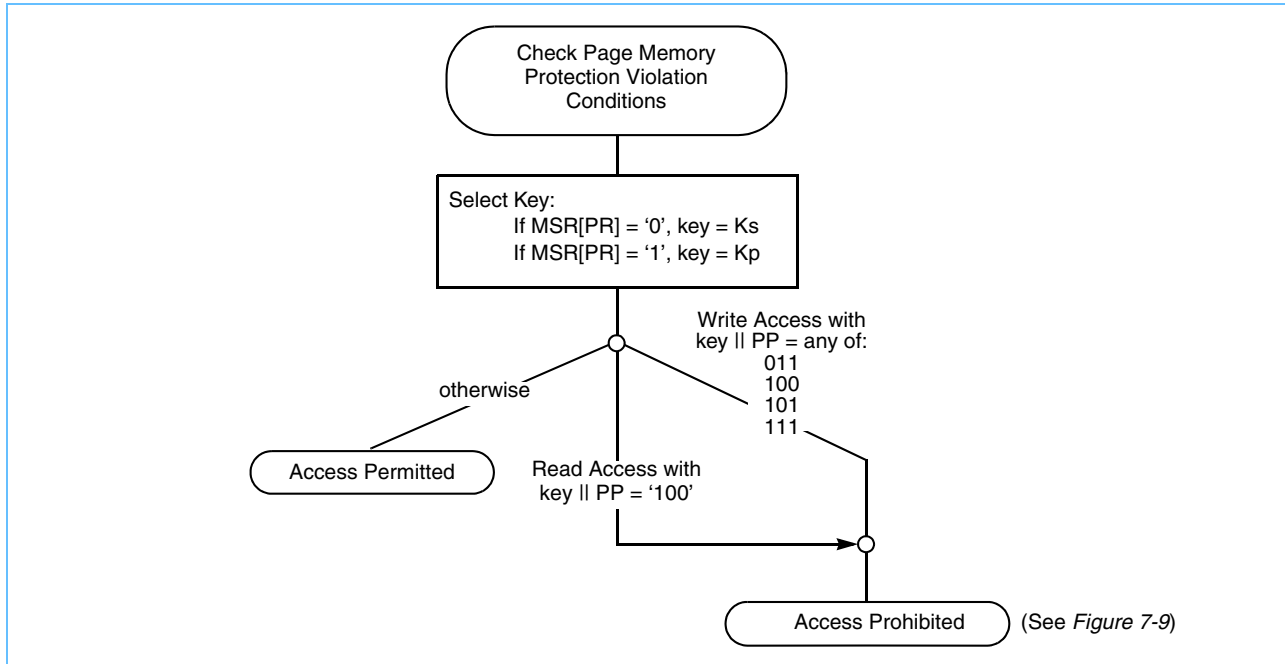 Check Page Memory
Protection Violation
Conditions
Select Key:
If MSR[PR] = ‘0’, key = Ks
If MSR[PR] = ‘1’, key = Kp
Write Access with
key || PP = any of:
011
100
101
111
otherwise
Access Permitted
Read Access with
key || PP = ‘100’
Access Prohibited
(See Figure 7-9)